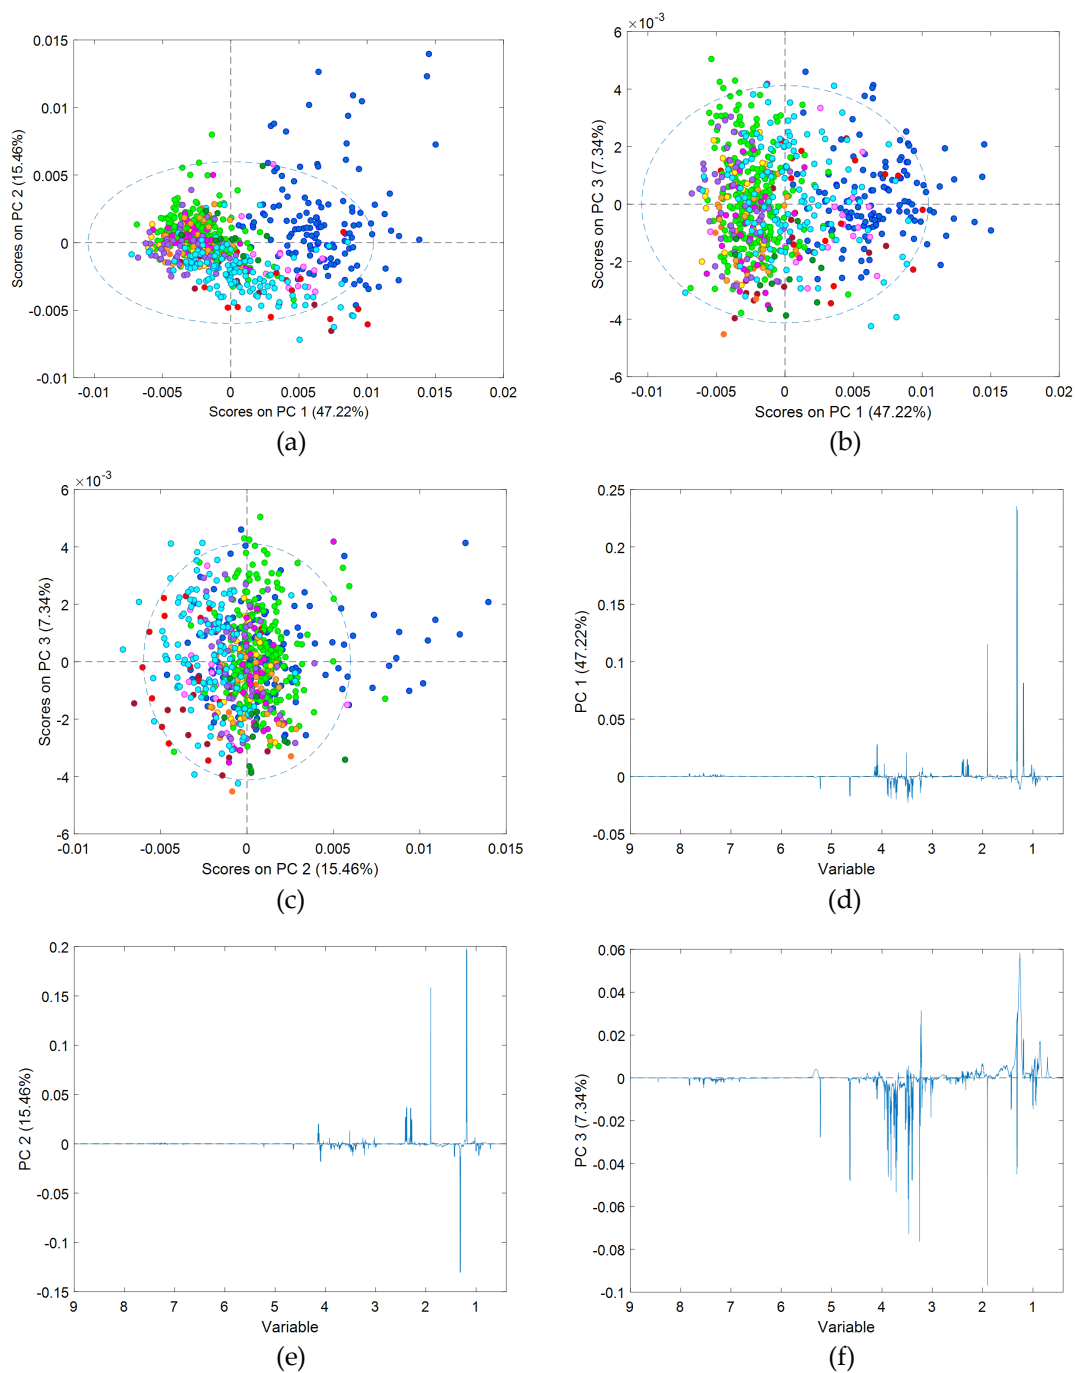 0.015
0.01
0.005
0
-0.005
-0.01
Scores on PC 2 (15.46%)
-0.01 -0.005 0 0.005 0.01 0.015 0.02
Scores on PC 1 (47.22%)
(a)
×10-3
6
4
2
0
-2
-4
-6
Scores on PC 3 (7.34%)
-0.01 -0.005 0 0.005 0.01 0.015 0.02
Scores on PC 1 (47.22%)
(b)
×10-3
6
4
2
0
-2
-4
-6
Scores on PC 3 (7.34%)
-0.01 -0.005 0 0.005 0.01 0.015
Scores on PC 2 (15.46%)
(c)
0.25
0.2
0.15
0.1
0.05
0
-0.05
PC 1 (47.22%)
9 8 7 6 5 4 3 2 1
Variable
(d)
0.2
0.15
0.1
0.05
0
-0.05
-0.1
-0.15
PC 2 (15.46%)
9 8 7 6 5 4 3 2 1
Variable
(e)
0.06
0.04
0.02
0
-0.02
-0.04
-0.06
-0.08
-0.1
PC 3 (7.34%)
9 8 7 6 5 4 3 2 1
Variable
(f)